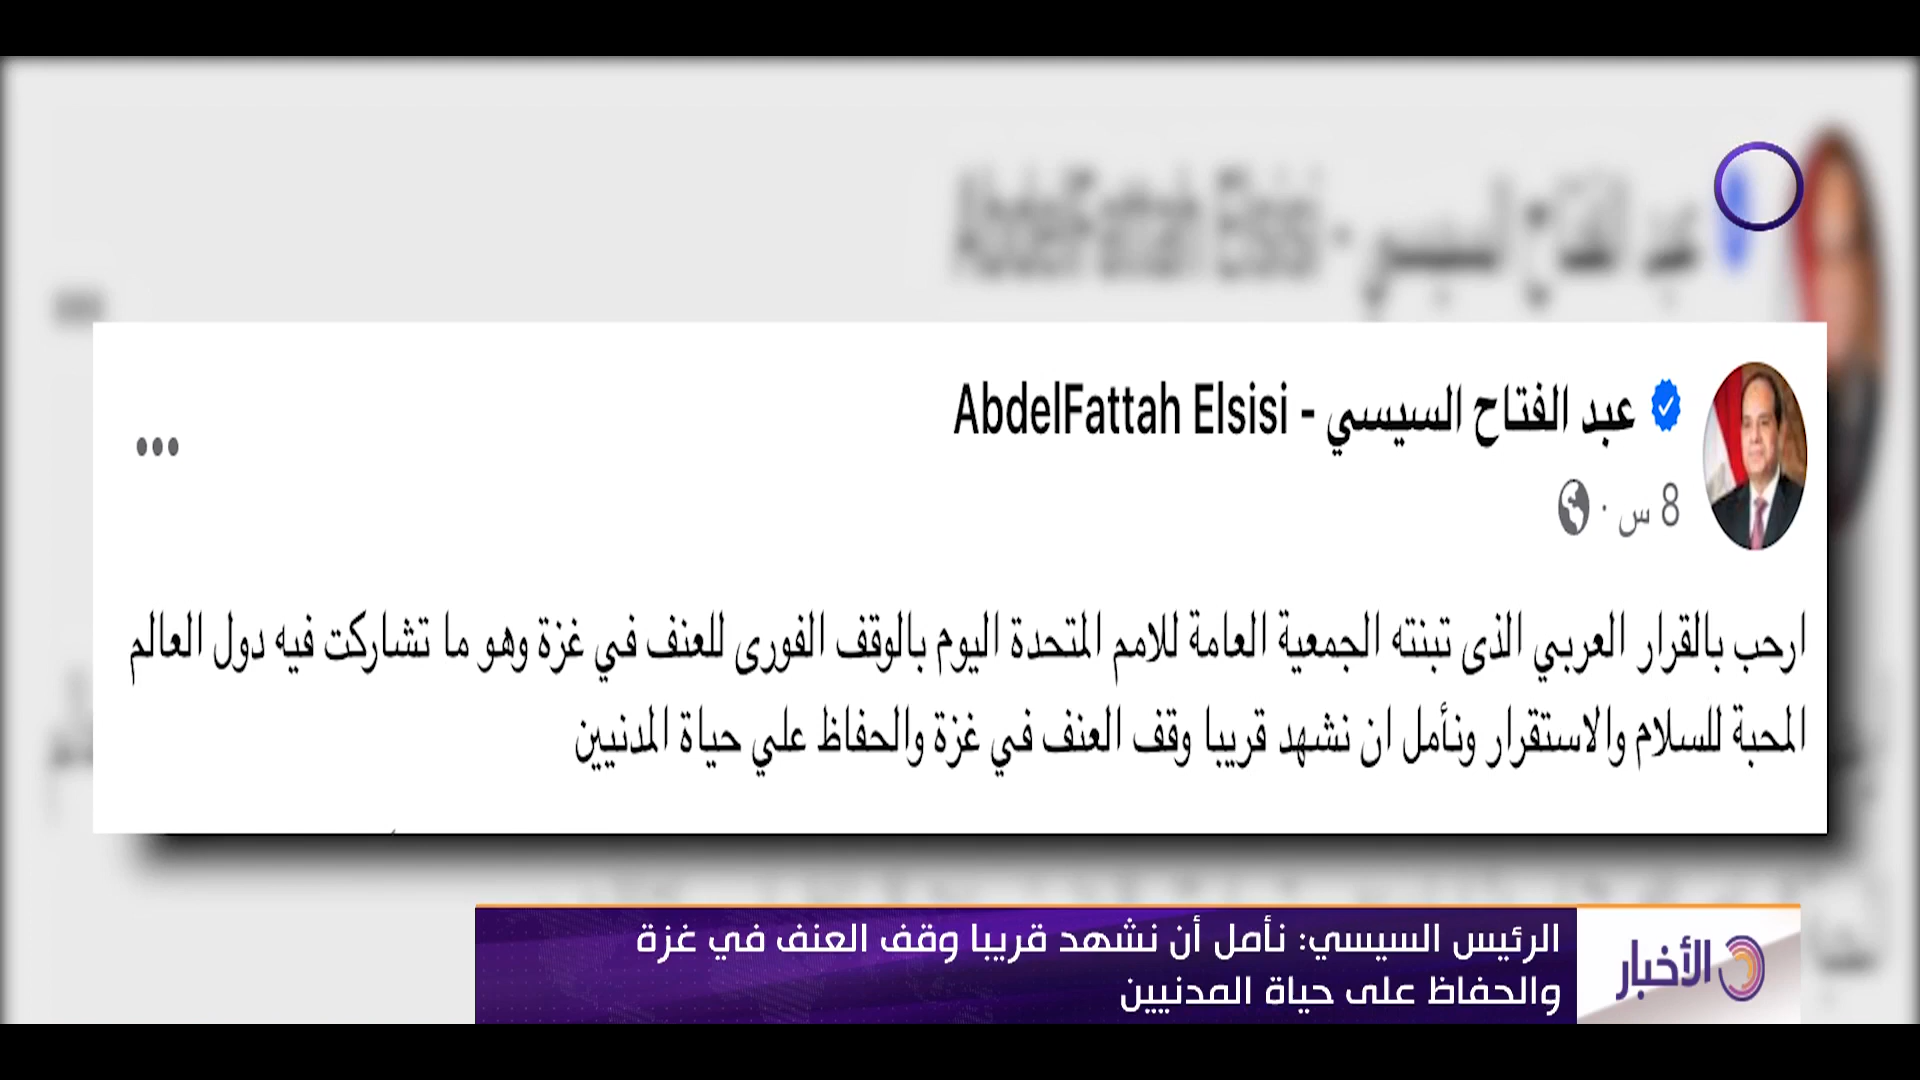 عبد الفتاح السيسي - AbdelFattah Elsisi
8 س ·
ارحب بالقرار العربي الذى تبنته الجمعية العامة للامم المتحدة اليوم بالوقف الفورى للعنف في غزة وهو ما تشاركت فيه دول العالم
المحبة للسلام والاستقرار ونأمل ان نشهد قريبا وقف العنف في غزة والحفاظ علي حياة المدنيين
الأخبار
الرئيس السيسي: نأمل أن نشهد قريبا وقف العنف في غزة
والحفاظ على حياة المدنيين